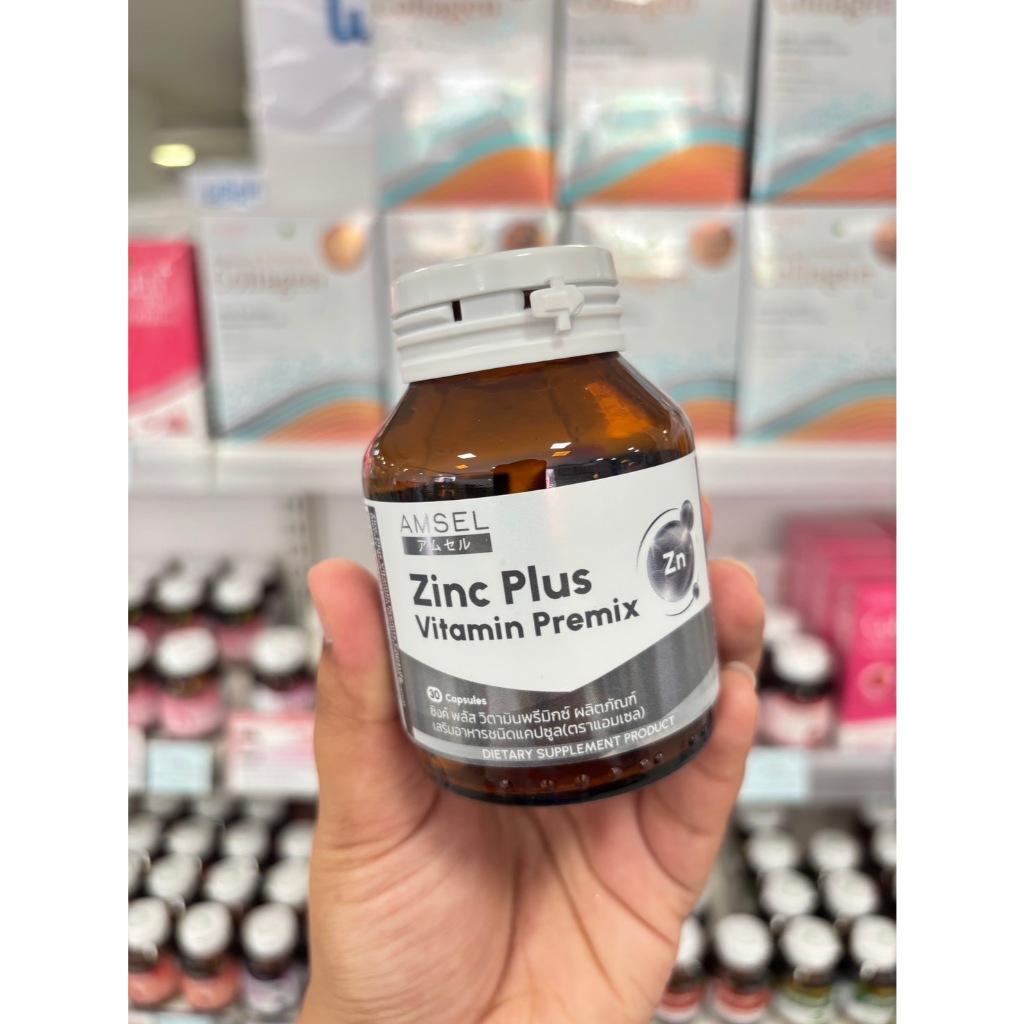 Collagen
Collagen
Collagen
AMSEL
アムセル
Zinc Plus
Vitamin Premix
Zn
30 Capsules
ซิงค์ พลัส วิตามินพรีมิกซ์ ผลิตภัณฑ์
เสริมอาหารชนิดแคปซูล(ตราแอมเซล)
DIETARY SUPPLEMENT PRODUCT